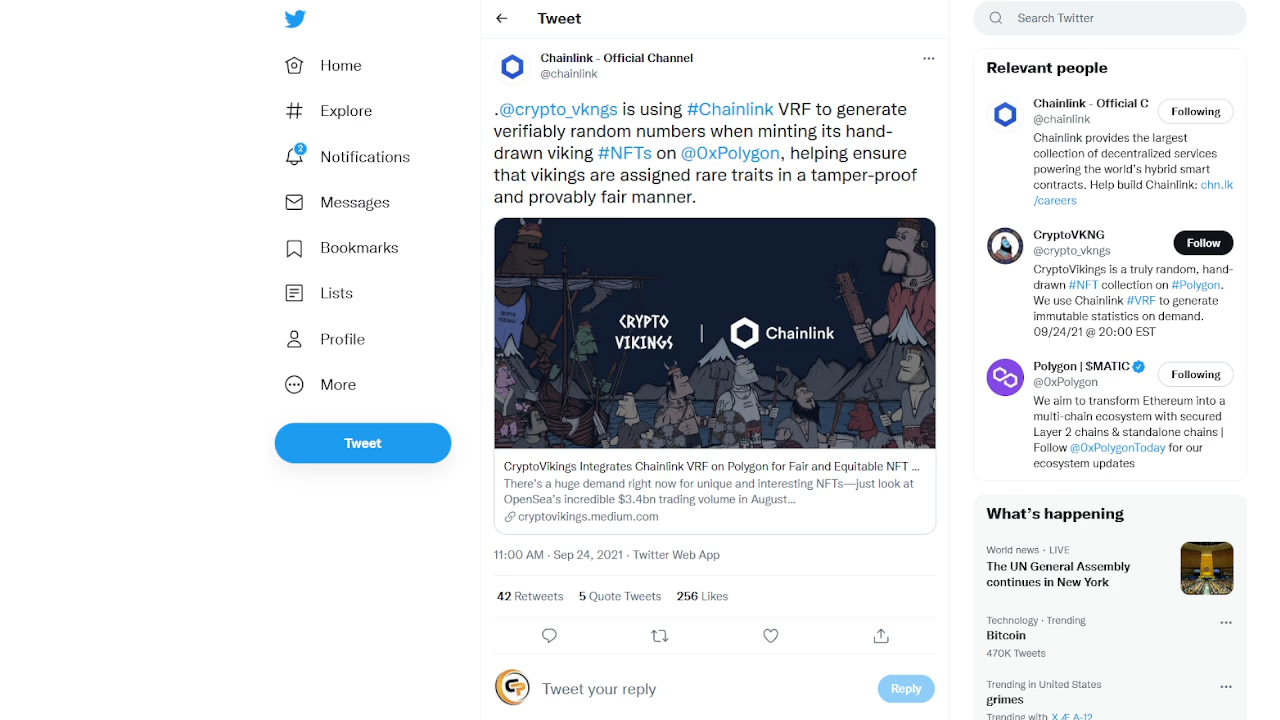 Home
Explore
2
Notifications
Messages
Bookmarks
Lists
Profile
More
Tweet
Tweet
Chainlink - Official Channel
@chainlink
.@crypto_vkngs is using #Chainlink VRF to generate
verifiably random numbers when minting its hand-
drawn viking #NFTs on @0xPolygon, helping ensure
that vikings are assigned rare traits in a tamper-proof
and provably fair manner.
CRYPTO
VIKINGS
CRYPTO
VIKINGS
Chainlink
CryptoVikings Integrates Chainlink VRF on Polygon for Fair and Equitable NFT ...
There's a huge demand right now for unique and interesting NFTs—just look at
OpenSea's incredible $3.4bn trading volume in August...
cryptovikings.medium.com
11:00 AM · Sep 24, 2021 · Twitter Web App
42 Retweets 5 Quote Tweets 256 Likes
Tweet your reply
Reply
Search Twitter
Relevant people
Chainlink - Official C
@chainlink
Following
Chainlink provides the largest
collection of decentralized services
powering the world's hybrid smart
contracts. Help build Chainlink: chn.lk
/careers
CryptoVKNG
@crypto_vkngs
Follow
CryptoVikings is a truly random, hand-
drawn #NFT collection on #Polygon.
We use Chainlink #VRF to generate
immutable statistics on demand.
09/24/21 @ 20:00 EST
Polygon | $MATIC
@0xPolygon
Following
We aim to transform Ethereum into a
multi-chain ecosystem with secured
Layer 2 chains & standalone chains |
Follow @0xPolygonToday for our
ecosystem updates
What's happening
World news · LIVE
The UN General Assembly
continues in New York
Technology · Trending
Bitcoin
470K Tweets
Trending in United States
grimes
Trending with X Æ A-12